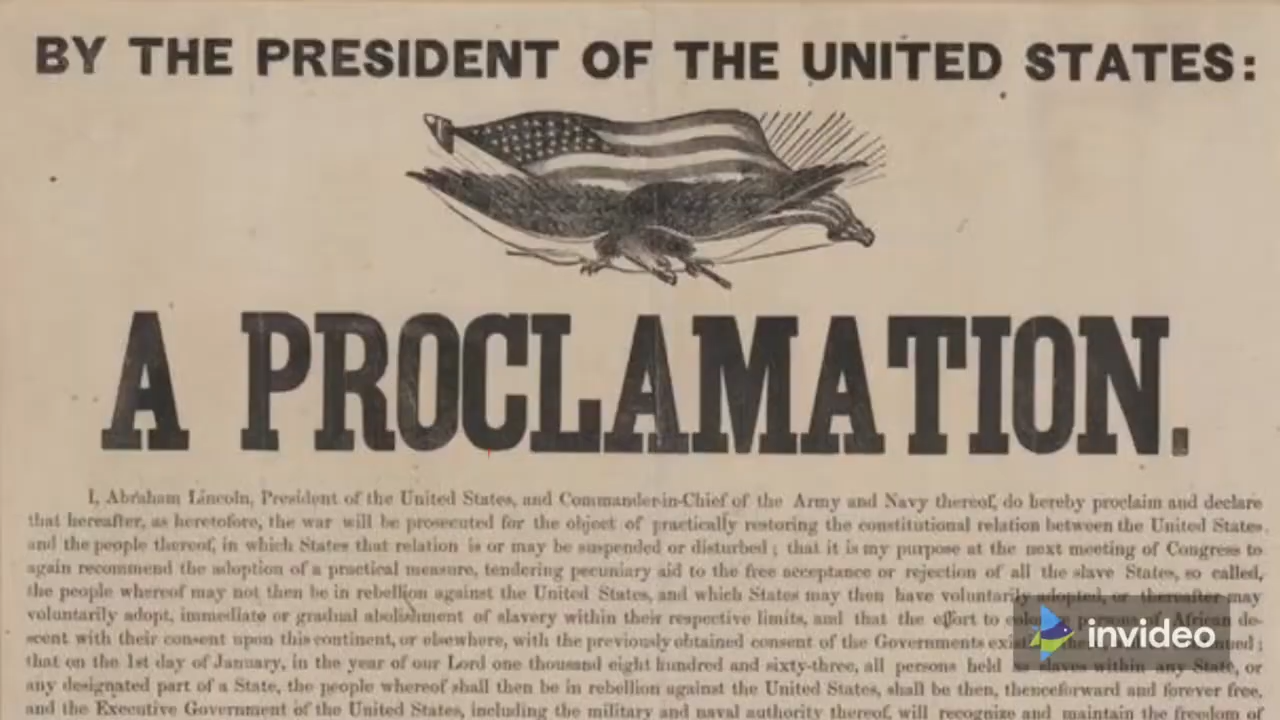 BY THE PRESIDENT OF THE UNITED STATES:
A PROCLAMATION.
I, Abraham Lincoln, President of the United States, and Commander-in-Chief of the Army and Navy thereof, do hereby proclaim and declare
that hereafter, as heretofore, the war will be prosecuted for the object of practically restoring the constitutional relation between the United States
and the people thereof, in which States that relation is or may be suspended or disturbed; that it is my purpose at the next meeting of Congress to
again recommend the adoption of a practical measure, tendering pecuniary aid to the free acceptance or rejection of all the slave States, so called,
the people whereof may not then be in rebellion against the United States, and which States may then have voluntarily adopted, or thereafter may
voluntarily adopt, immediate or gradual abolishment of slavery within their respective limits, and that the effort to colonize persons of African de-
scent with their consent upon this continent, or elsewhere, with the previously obtained consent of the Governments
that on the 1st day of January, in the year of our Lord one thousand eight hundred and sixty-three, all persons held as slaves within any State, or
any designated part of a State, the people whereof shall then be in rebellion against the United States, shall be then, thenceforward and forever free,
and the Executive Government of the United States, including the military and naval authority thereof, will recognize and maintain the freedom of
invideo